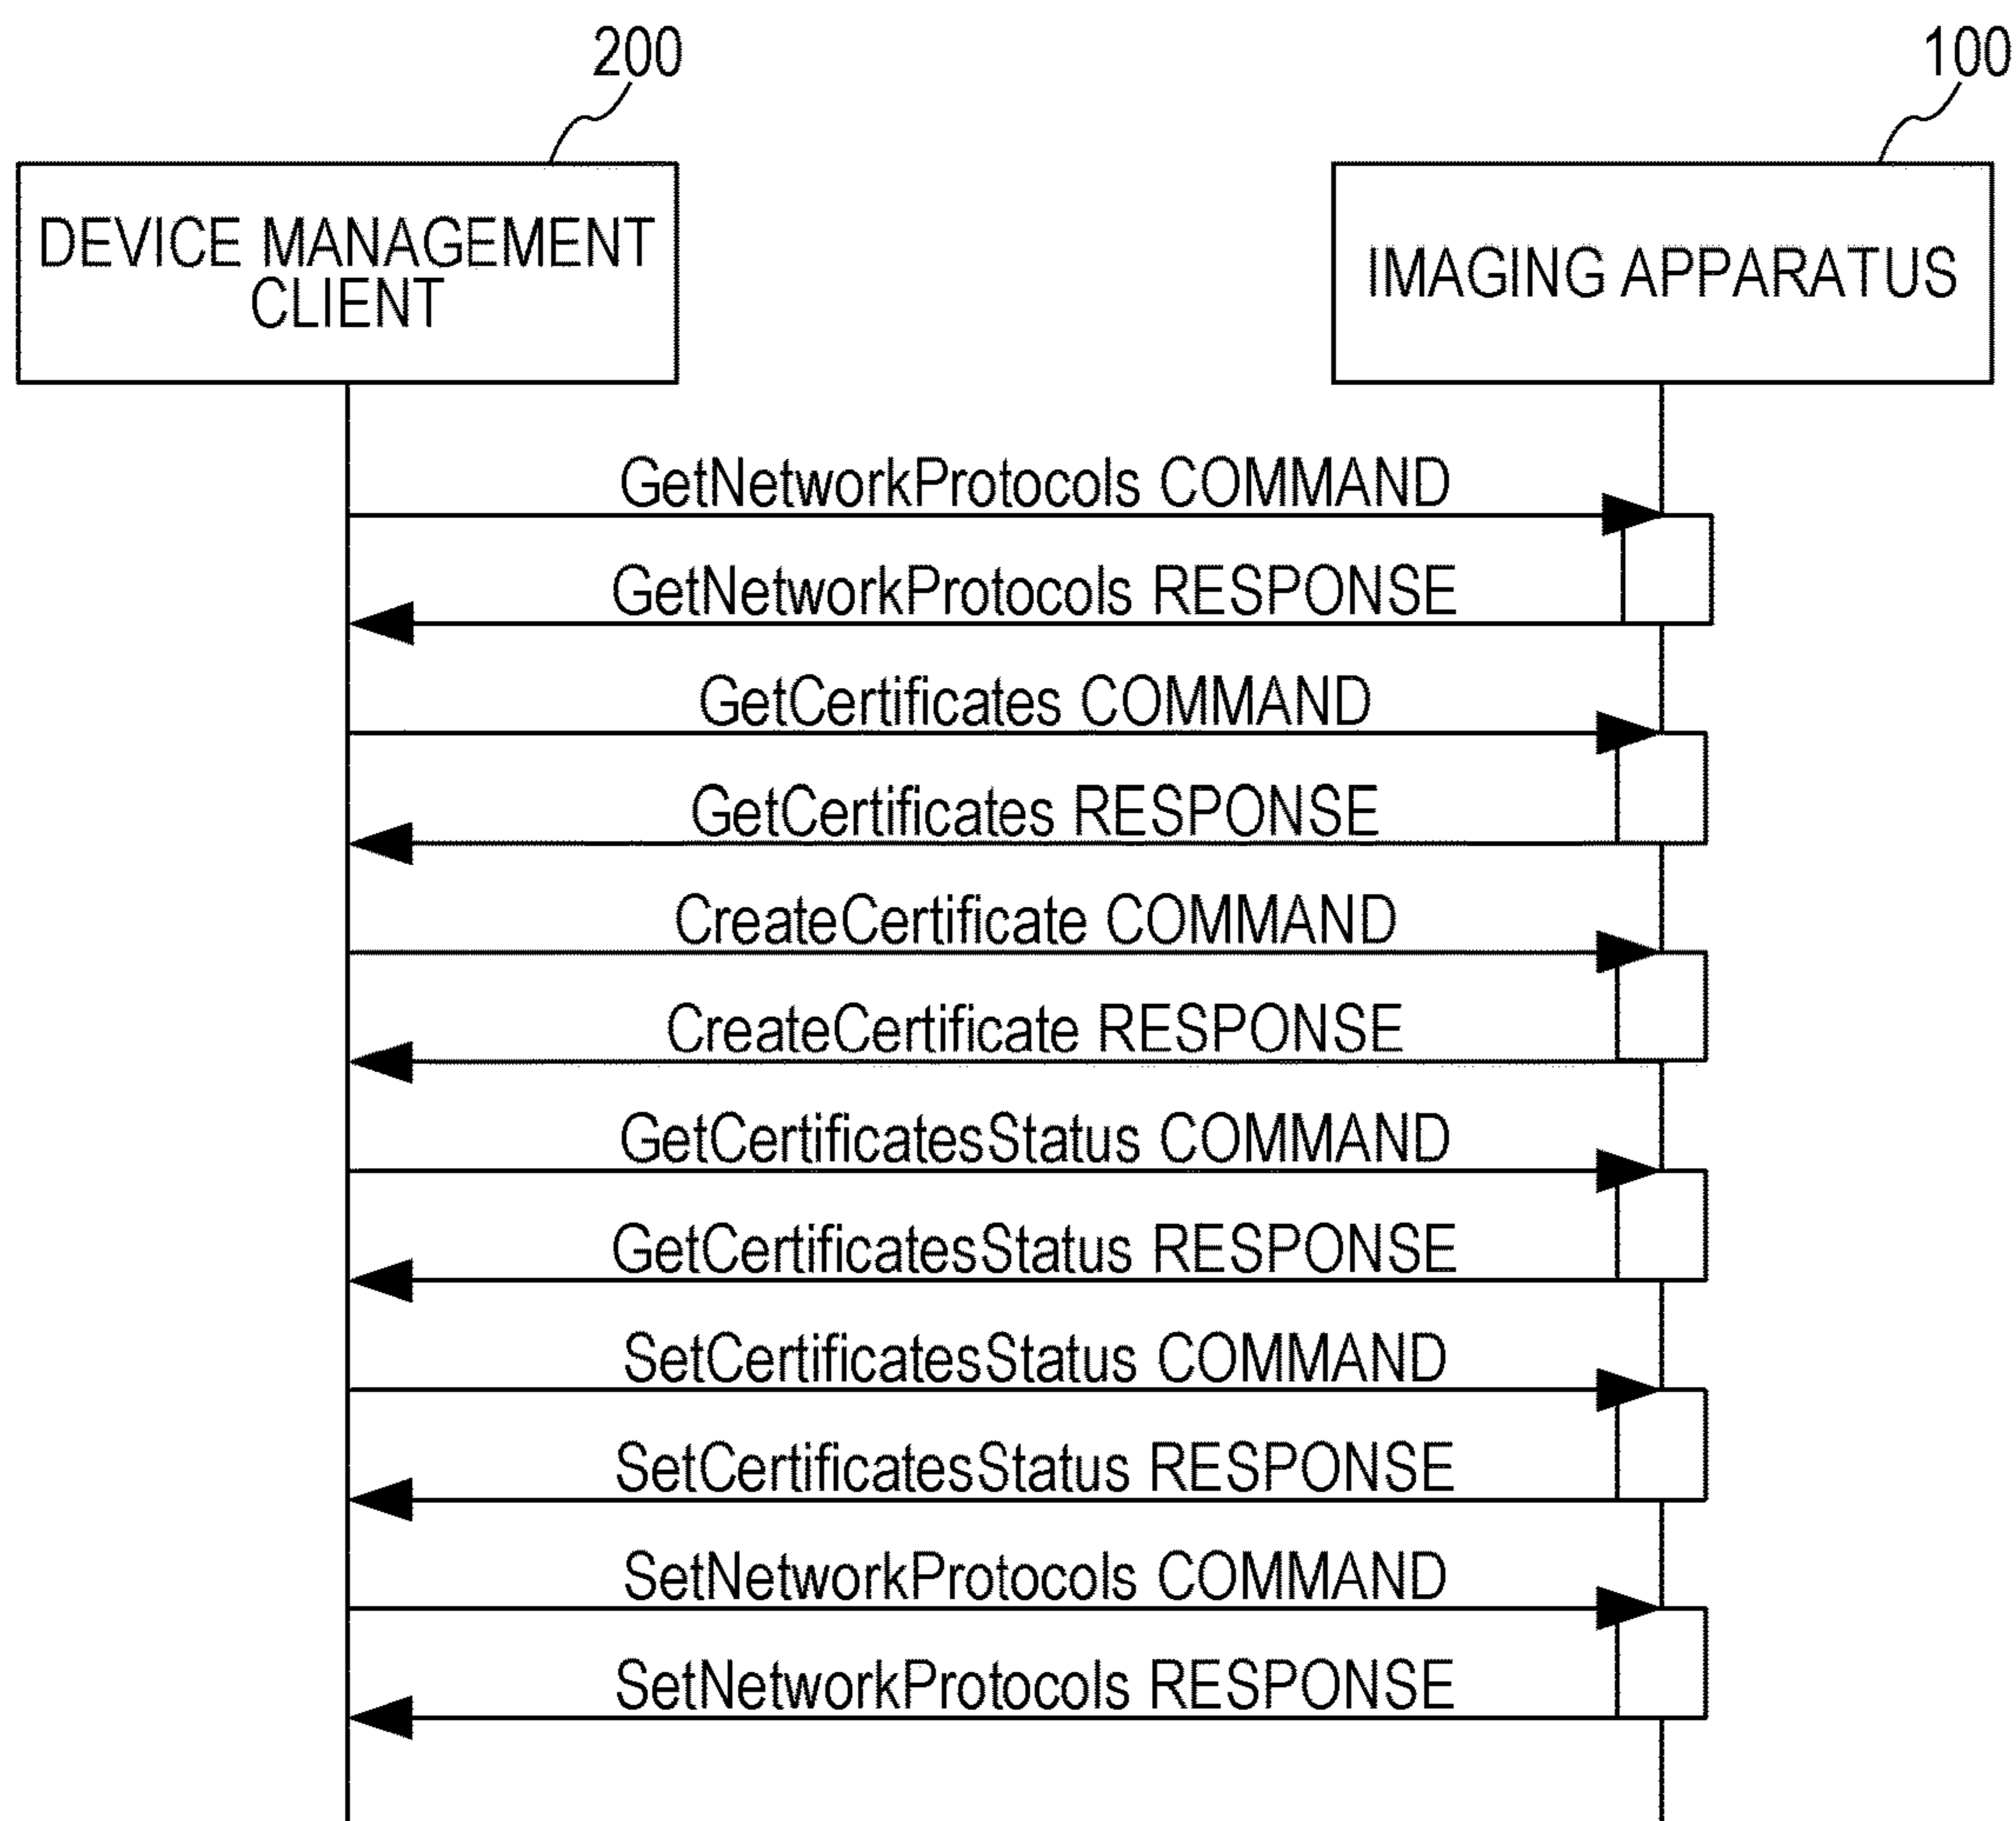 200
100
DEVICE MANAGEMENT
CLIENT
IMAGING APPARATUS
GetNetworkProtocols COMMAND
GetNetworkProtocols RESPONSE
GetCertificates COMMAND
GetCertificates RESPONSE
CreateCertificate COMMAND
CreateCertificate RESPONSE
GetCertificatesStatus COMMAND
GetCertificatesStatus RESPONSE
SetCertificatesStatus COMMAND
SetCertificatesStatus RESPONSE
SetNetworkProtocols COMMAND
SetNetworkProtocols RESPONSE